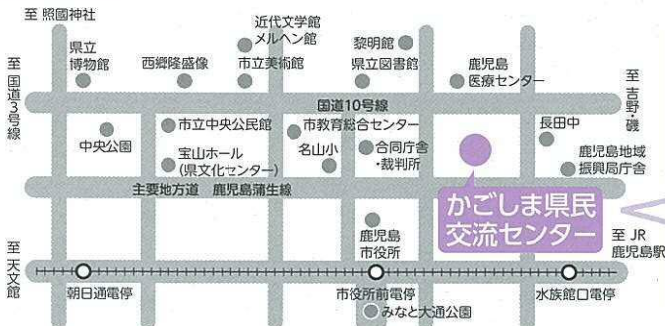 至 照國神社
近代文学館
メルヘン館
黎明館
至 国道3号線
県立
博物館
西郷隆盛像
市立美術館
県立図書館
鹿児島
医療センター
至 吉野・磯
国道10号線
中央公園
市立中央公民館
市教育総合センター
長田中
宝山ホール
(県文化センター)
名山小
合同庁舎
・裁判所
鹿児島地域
振興局庁舎
主要地方道 鹿児島蒲生線
かごしま県民
交流センター
至 天文館
鹿児島
市役所
至 JR
鹿児島駅
朝日通電停
市役所前電停
水族館口電停
みなと大通公園